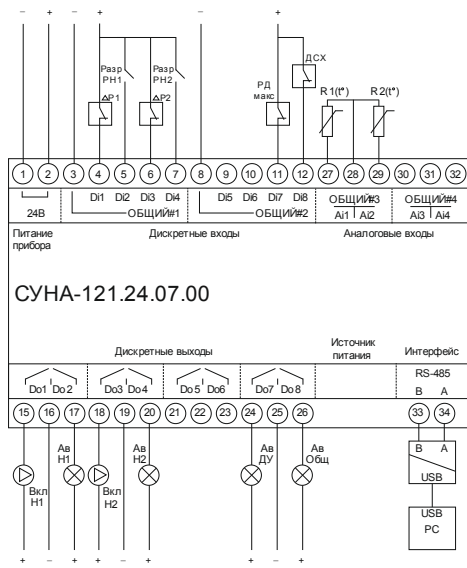 – + – + – +
ДСХ
Разр
РН1
Разр
РН2
РД
макс
R1(t°) R2(t°)
△P1 △P2
1 2 3 4 5 6 7 8 9 10 11 12 27 28 29 30 31 32
Di1 Di2 Di3 Di4 Di5 Di6 Di7 Di8 ОБЩИЙ#3 ОБЩИЙ#4
24В ОБЩИЙ#1 ОБЩИЙ#2 Ai1 Ai2 Ai3 Ai4
Питание
прибора
Дискретные входы
Аналоговые входы
СУНА-121.24.07.00
Дискретные выходы
Источник
питания
Интерфейс
RS-485
Do1 Do2 Do3 Do4 Do5 Do6 Do7 Do8 B A
15 16 17 18 19 20 21 22 23 24 25 26 33 34
Ав
Н1
Ав
Н2
Ав
ДУ
Ав
Общ
Вкл
Н1
Вкл
Н2
B A
USB
USB
PC
+ – + + – + + – +